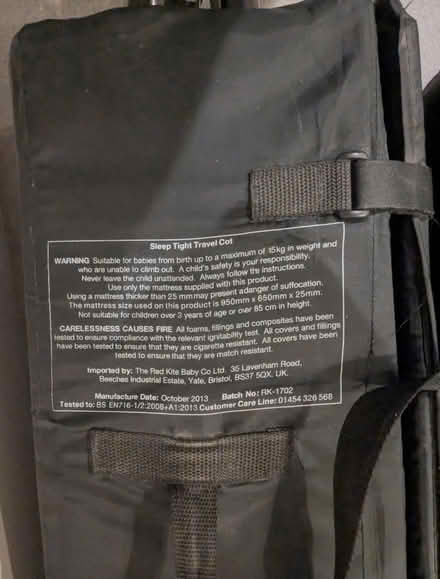 Sleep Tight Travel Cot
WARNING Suitable for babies from birth up to a maximum of 15kg in weight and
who are unable to climb out. A child's safety is your responsibility.
Never leave the child unattended. Always follow the instructions.
Use only the mattress supplied with this product.
Using a mattress thicker than 25 mm may present a danger of suffocation.
The mattress size used on this product is 950mm x 650mm x 25mm.
Not suitable for children over 3 years of age or over 85 cm in height.
CARELESSNESS CAUSES FIRE All foams, fillings and composites have been
tested to ensure compliance with the relevant ignitability test. All covers and fillings
have been tested to ensure that they are cigarette resistant. All covers have been
tested to ensure that they are match resistant.
Imported by: The Red Kite Baby Co Ltd. 35 Lavenham Road,
Beeches Industrial Estate, Yate, Bristol, BS37 5QX. UK.
Manufacture Date: October 2013 Batch No: RK-1702
Tested to: BS EN716-1/2:2008+A1:2013 Customer Care Line: 01454 326 568